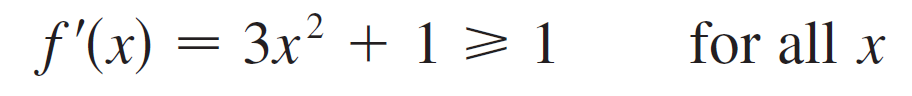 f'(x) = 3x² + 1 ⩾ 1 for all x